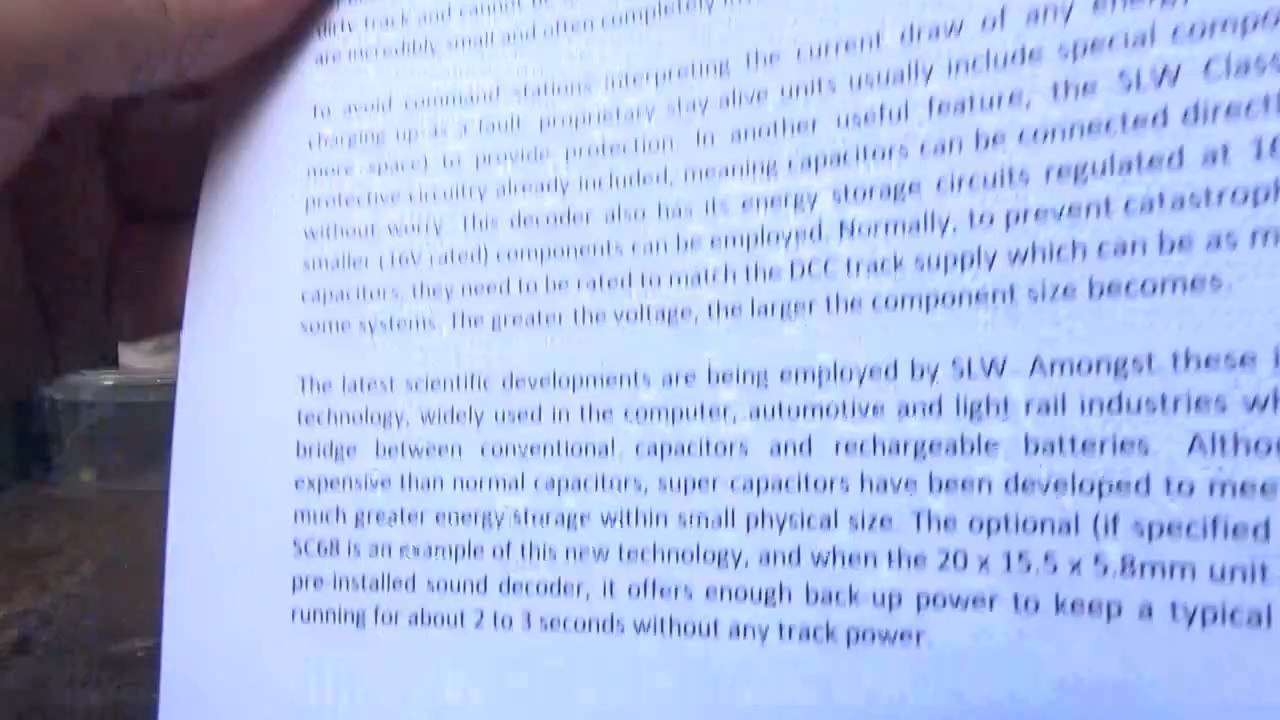 dirty track and cannot be
are incredibly small and often completely
To avoid command stations interpreting the current draw of any
charging up as a fault, proprietary stay alive units usually include special
more space) to provide protection. In another useful feature, the SLW Class
protective circuitry already included, meaning capacitors can be connected
without worry. This decoder also has its energy storage circuits regulated at
smaller (16V rated) components can be employed. Normally, to prevent
capacitors, they need to be rated to match the DCC track supply which can be as
some systems. The greater the voltage, the larger the component size becomes.
The latest scientific developments are being employed by SLW. Amongst these
technology, widely used in the computer, automotive and light rail industries
bridge between conventional capacitors and rechargeable batteries.
expensive than normal capacitors, super capacitors have been developed to
much greater energy storage within small physical size. The optional (if specified
SC68 is an example of this new technology, and when the 20 x 15.5 x 5.8mm unit
pre-installed sound decoder, it offers enough back-up power to keep a typical
running for about 2 to 3 seconds without any track power.